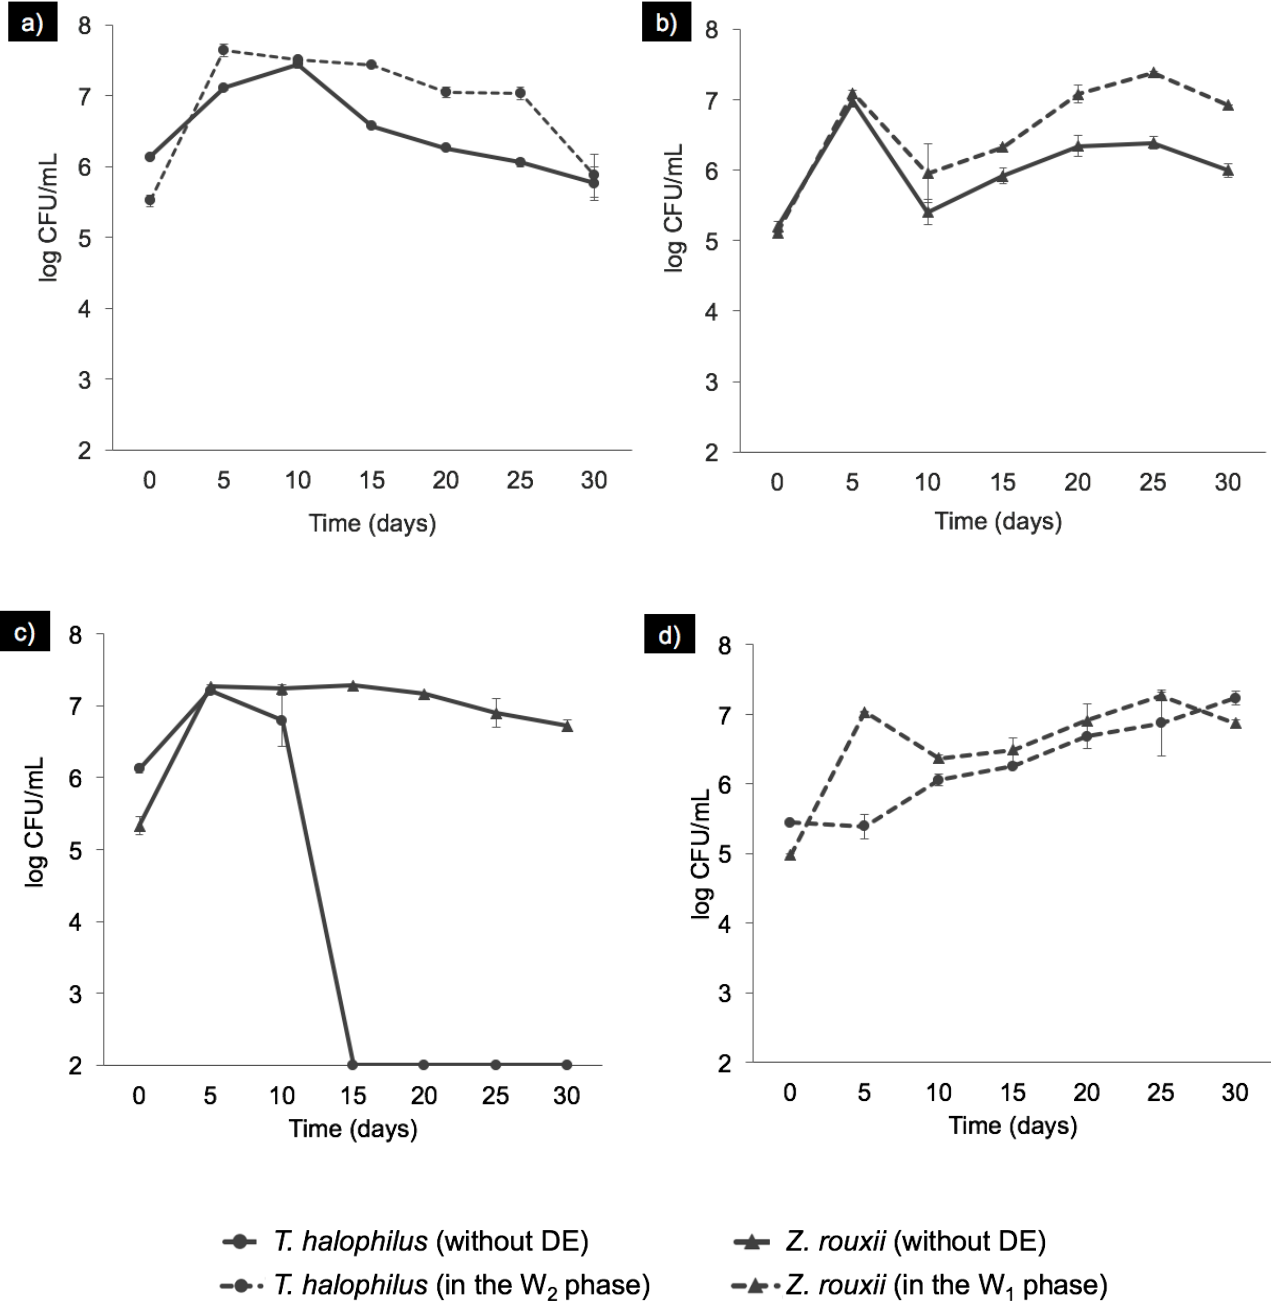 a)
8
7
6
5
4
3
2
log CFU/mL
0 5 10 15 20 25 30
Time (days)
b)
8
7
6
5
4
3
2
log CFU/mL
0 5 10 15 20 25 30
Time (days)
c)
8
7
6
5
4
3
2
log CFU/mL
0 5 10 15 20 25 30
Time (days)
d)
8
7
6
5
4
3
2
log CFU/mL
0 5 10 15 20 25 30
Time (days)
T. halophilus (without DE)
Z. rouxii (without DE)
T. halophilus (in the W₂ phase)
Z. rouxii (in the W₁ phase)